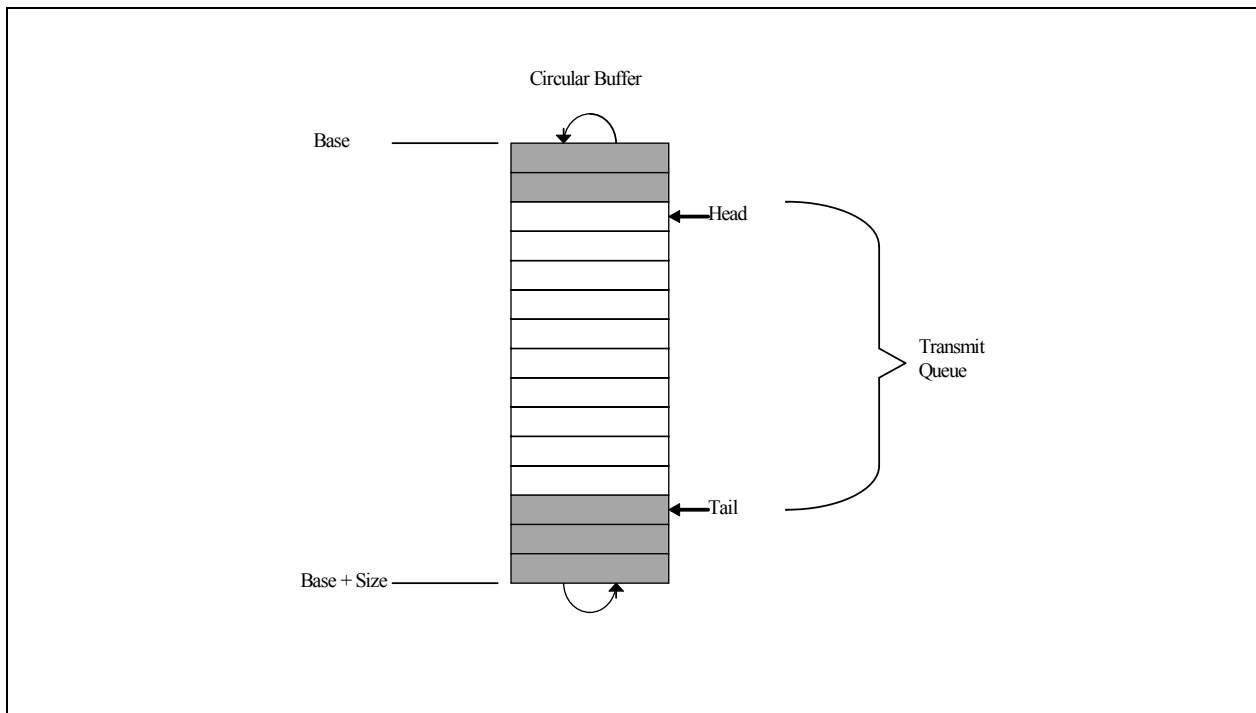 Circular Buffer
Base
Head
Transmit
Queue
Tail
Base + Size